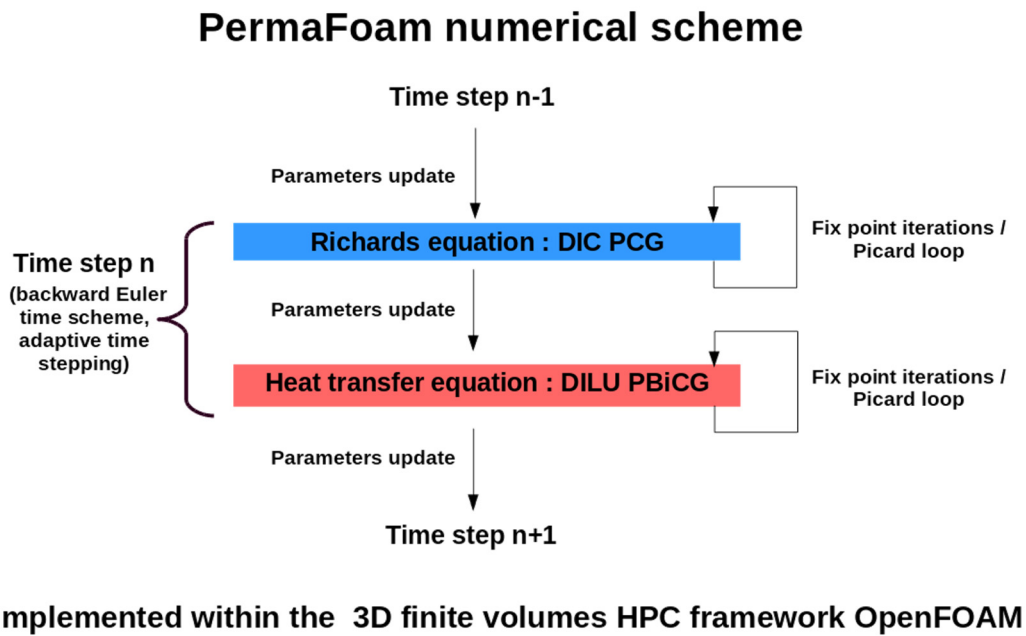 PermaFoam numerical scheme
Time step n-1
Parameters update
Richards equation : DIC PCG
Fix point iterations /
Picard loop
Time step n
(backward Euler
time scheme,
adaptive time
stepping)
Parameters update
Heat transfer equation : DILU PBiCG
Fix point iterations /
Picard loop
Parameters update
Time step n+1
mplemented within the 3D finite volumes HPC framework OpenFOAM